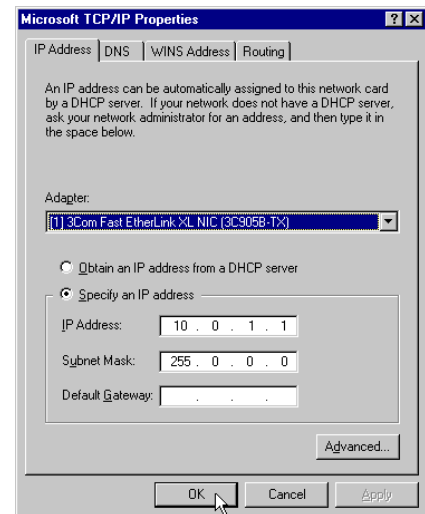 Microsoft TCP/IP Properties
IP Address DNS WINS Address Routing
An IP address can be automatically assigned to this network card
by a DHCP server. If your network does not have a DHCP server,
ask your network administrator for an address, and then type it in
the space below.
Adapter:
[1] 3Com Fast EtherLink XL NIC (3C905B-TX)
Obtain an IP address from a DHCP server
Specify an IP address
IP Address: 10 . 0 . 1 . 1
Subnet Mask: 255 . 0 . 0 . 0
Default Gateway: . . .
Advanced...
OK Cancel Apply